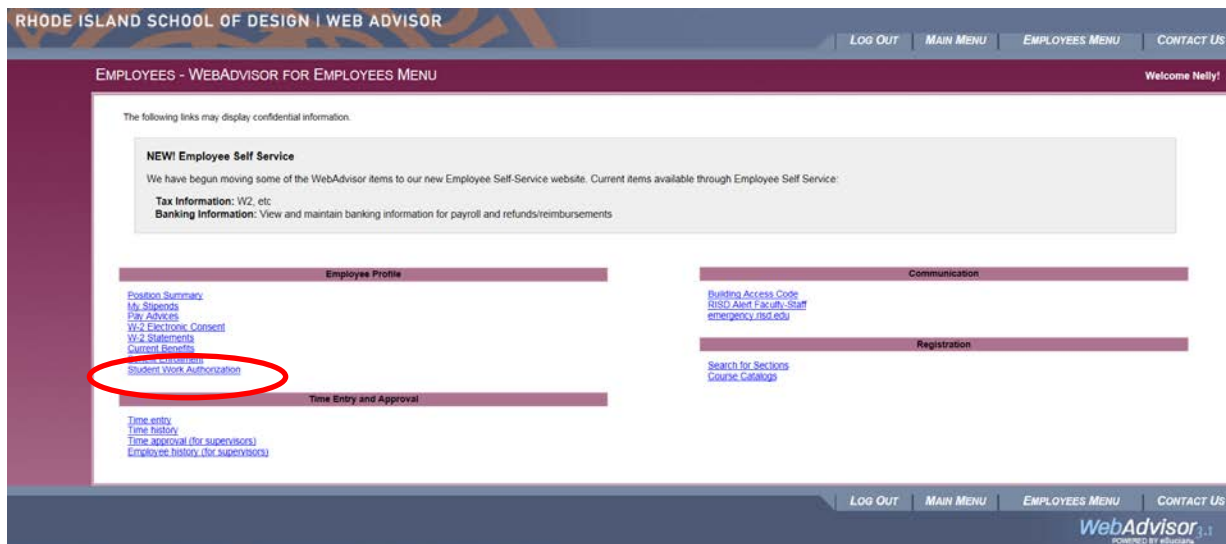 RHODE ISLAND SCHOOL OF DESIGN | WEB ADVISOR
LOG OUT MAIN MENU EMPLOYEES MENU CONTACT US
EMPLOYEES - WEBADVISOR FOR EMPLOYEES MENU
Welcome Nelly!
The following links may display confidential information.
NEW! Employee Self Service
We have begun moving some of the WebAdvisor items to our new Employee Self-Service website. Current items available through Employee Self Service:
Tax Information: W2, etc
Banking Information: View and maintain banking information for payroll and refunds/reimbursements
Employee Profile
Position Summary
My Stipends
Pay Advices
W-2 Electronic Consent
W-2 Statements
Current Benefits
Student Work Authorization
Time Entry and Approval
Time entry
Time history
Time approval (for supervisors)
Employee history (for supervisors)
Communication
Building Access Code
RISD Alert Faculty-Staff
emergency.risd.edu
Registration
Search for Sections
Course Catalogs
LOG OUT MAIN MENU EMPLOYEES MENU CONTACT US
WebAdvisor 3.1
POWERED BY ellucian